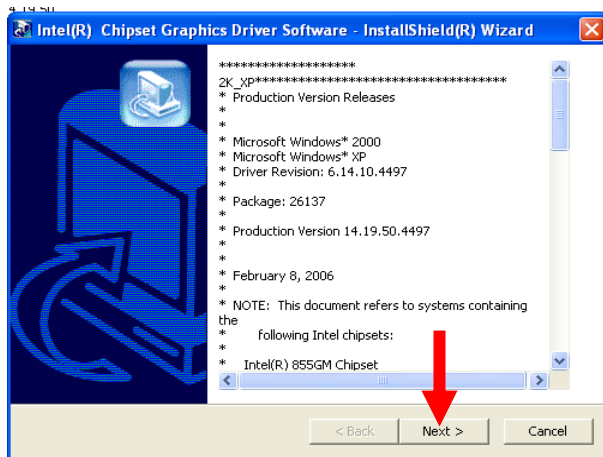 Intel(R) Chipset Graphics Driver Software - InstallShield(R) Wizard
*******************
2K_XP************************************
* Production Version Releases
*
*
* Microsoft Windows* 2000
* Microsoft Windows* XP
* Driver Revision: 6.14.10.4497
*
* Package: 26137
*
* Production Version 14.19.50.4497
*
*
* February 8, 2006
*
* NOTE: This document refers to systems containing
the
* following Intel chipsets:
*
* Intel(R) 855GM Chipset
< Back
Next >
Cancel